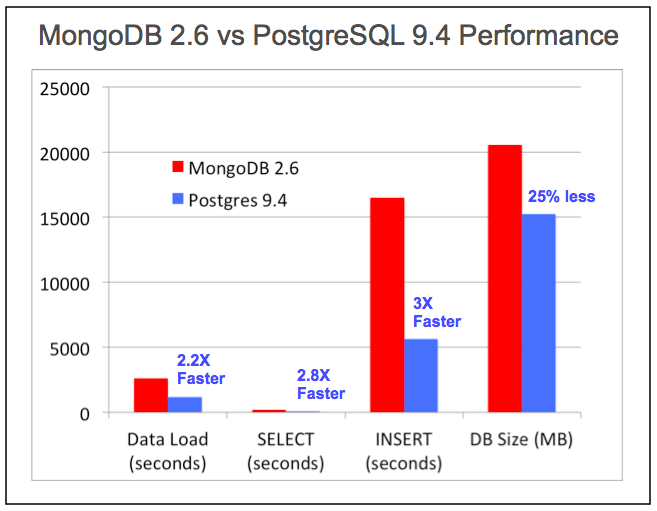 MongoDB 2.6 vs PostgreSQL 9.4 Performance
25000
20000
15000
10000
5000
0
MongoDB 2.6
Postgres 9.4
2.2X
Faster
2.8X
Faster
3X
Faster
25% less
Data Load
(seconds)
SELECT
(seconds)
INSERT
(seconds)
DB Size (MB)